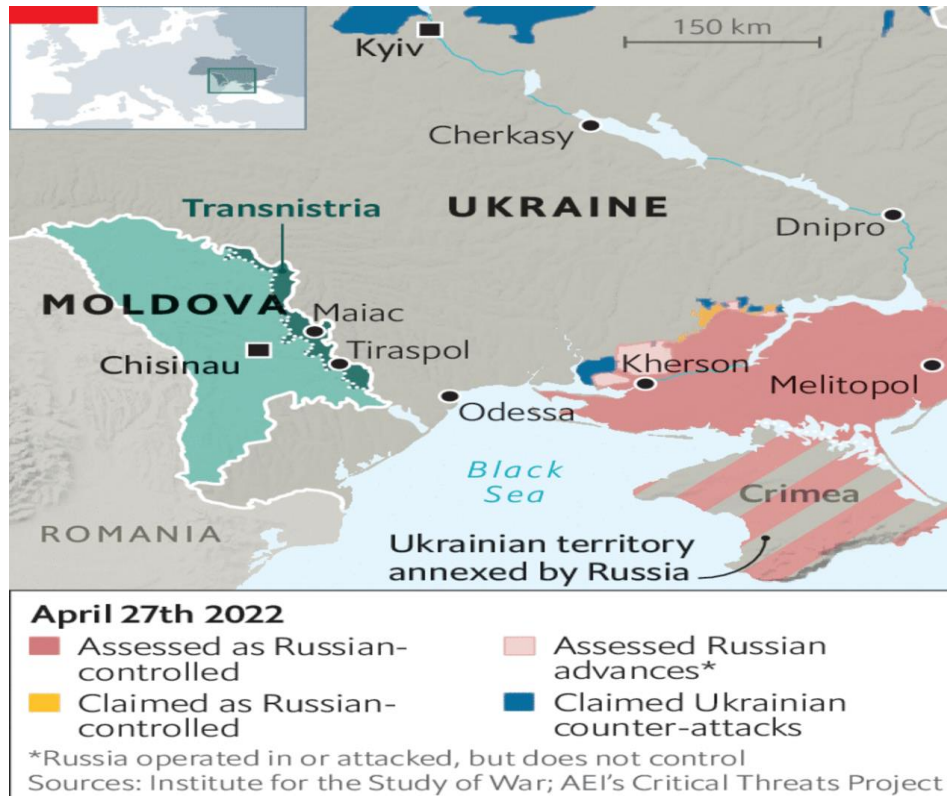 150 km
Kyiv
Cherkasy
Transnistria
UKRAINE
Dnipro
MOLDOVA
Maiac
Chisinau
Tiraspol
Kherson
Melitopol
Odessa
Black
Sea
Crimea
ROMANIA
Ukrainian territory
annexed by Russia
April 27th 2022
Assessed as Russian-
controlled
Assessed Russian
advances*
Claimed as Russian-
controlled
Claimed Ukrainian
counter-attacks
*Russia operated in or attacked, but does not control
Sources: Institute for the Study of War; AEI's Critical Threats Project